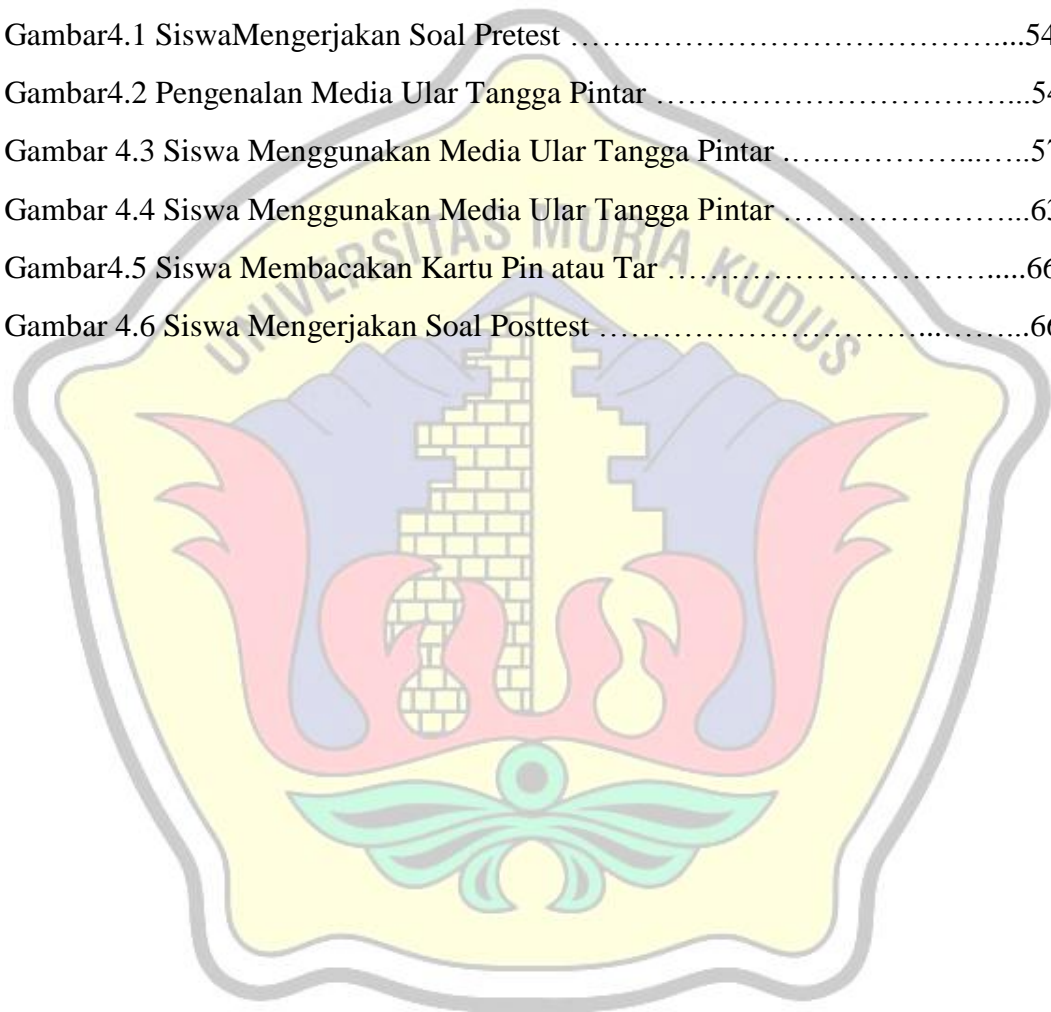 Gambar4.1 SiswaMengerjakan Soal Pretest …….…………………………………....54
Gambar4.2 Pengenalan Media Ular Tangga Pintar ………………………………...54
Gambar 4.3 Siswa Menggunakan Media Ular Tangga Pintar ………………...…...57
Gambar 4.4 Siswa Menggunakan Media Ular Tangga Pintar …………………...63
Gambar4.5 Siswa Membacakan Kartu Pin atau Tar …………………………….....66
Gambar 4.6 Siswa Mengerjakan Soal Posttest …………………………...………..66
UNIVERSITAS MURIA KUDUS